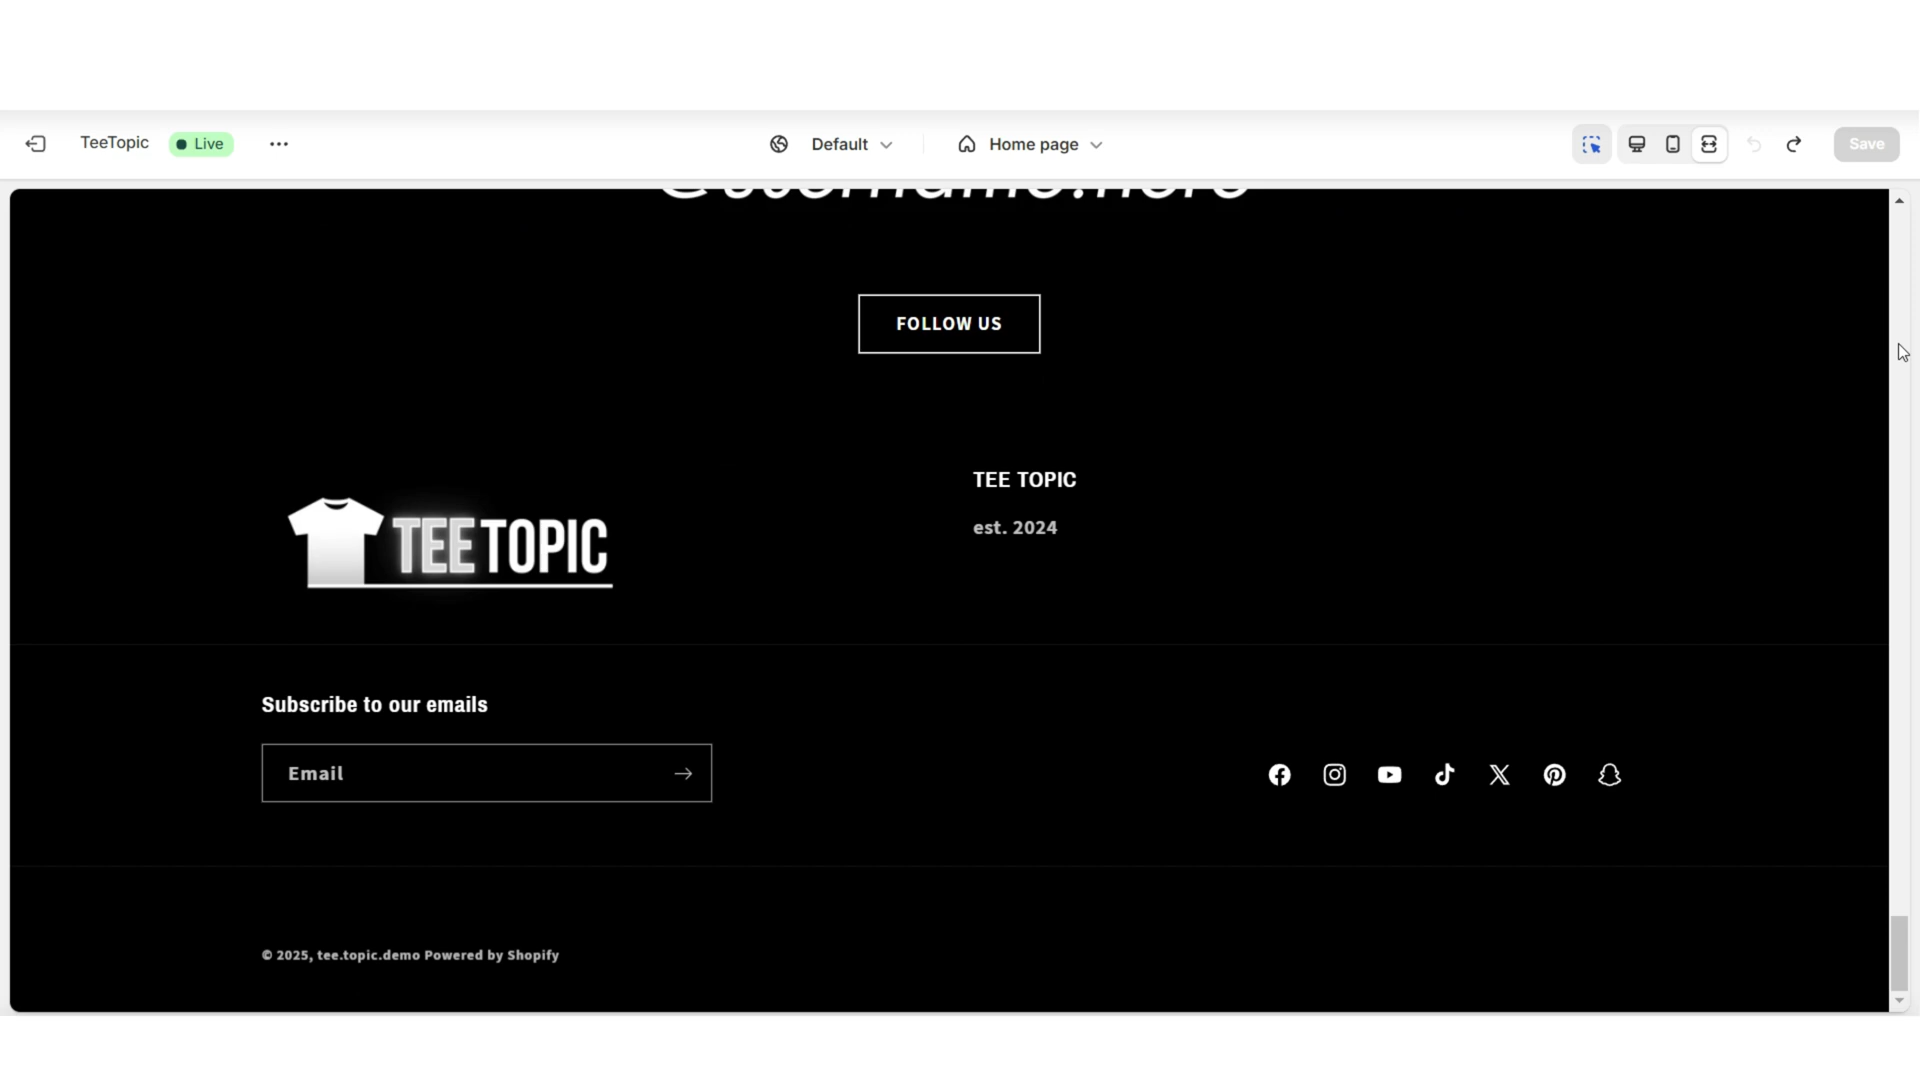 TeeTopic
Live
Default
Home page
Save
FOLLOW US
TEETOPIC
TEE TOPIC
est. 2024
Subscribe to our emails
Email
© 2025, tee.topic.demo Powered by Shopify